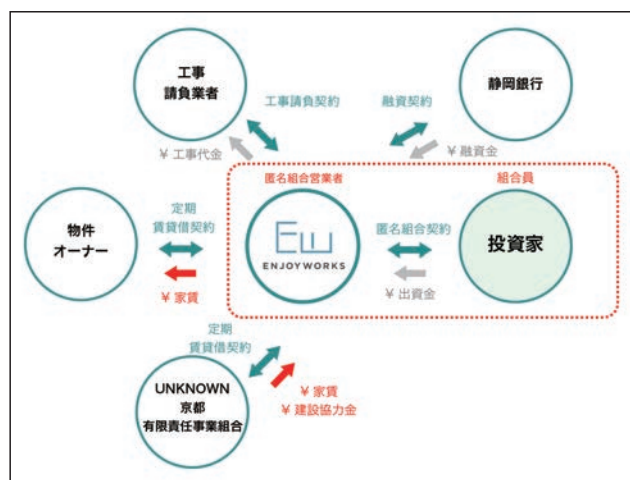 工事
請負業者
静岡銀行
工事請負契約
融資契約
¥ 工事代金
¥ 融資金
匿名組合営業者
組合員
物件
オーナー
定期
賃貸借契約
¥ 家賃
EW
ENJOYWORKS
匿名組合契約
¥ 出資金
投資家
定期
賃貸借契約
UNKNOWN
京都
有限責任事業組合
¥ 家賃
¥ 建設協力金